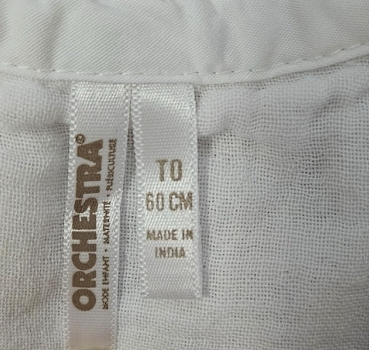 ORCHESTRA®
MODE ENFANT • MATERNITÉ • PUÉRICULTURE
TO
60 CM
MADE IN
INDIA